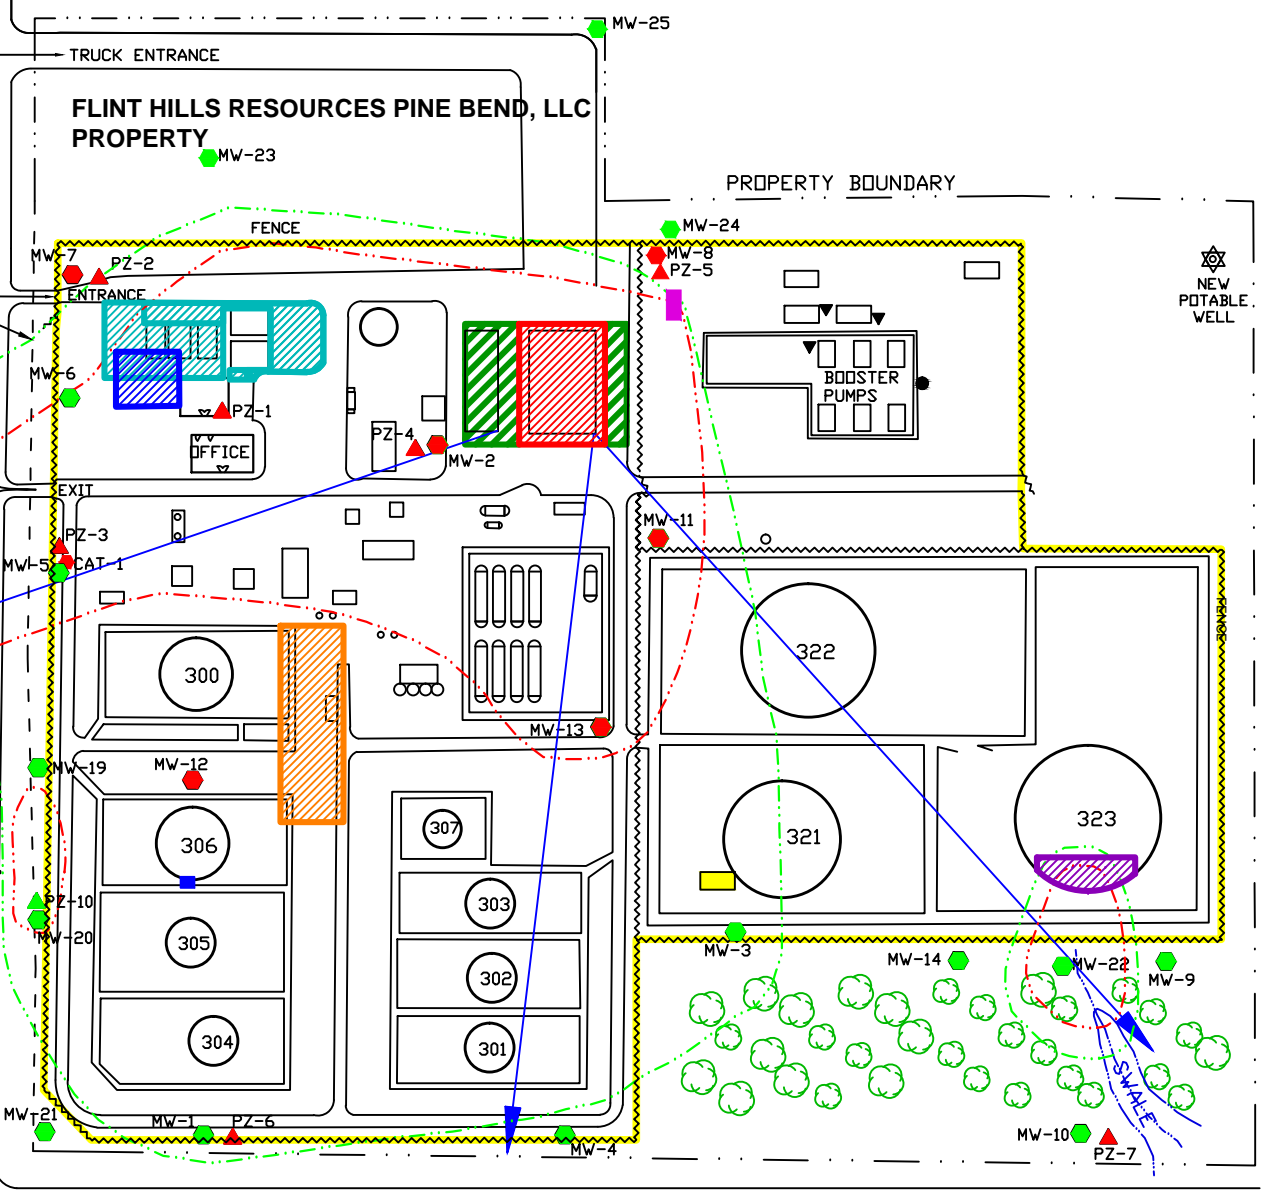 MW-25
TRUCK ENTRANCE
FLINT HILLS RESOURCES PINE BEND, LLC
PROPERTY
MW-23
PROPERTY BOUNDARY
FENCE
MW-24
MW-7
PZ-2
MW-8
PZ-5
ENTRANCE
NEW
POTABLE
WELL
MW-6
BOOSTER
PUMPS
PZ-1
PZ-4
OFFICE
MW-2
EXIT
MW-11
PZ-3
MW-5
CAT-1
FENCE
300
322
MW-13
MW-19
MW-12
306
307
321
323
PZ-10
MW-20
303
305
MW-3
MW-14
MW-22
MW-9
302
304
301
SWALE
MW-21
MW-1
PZ-6
MW-4
MW-10
PZ-7